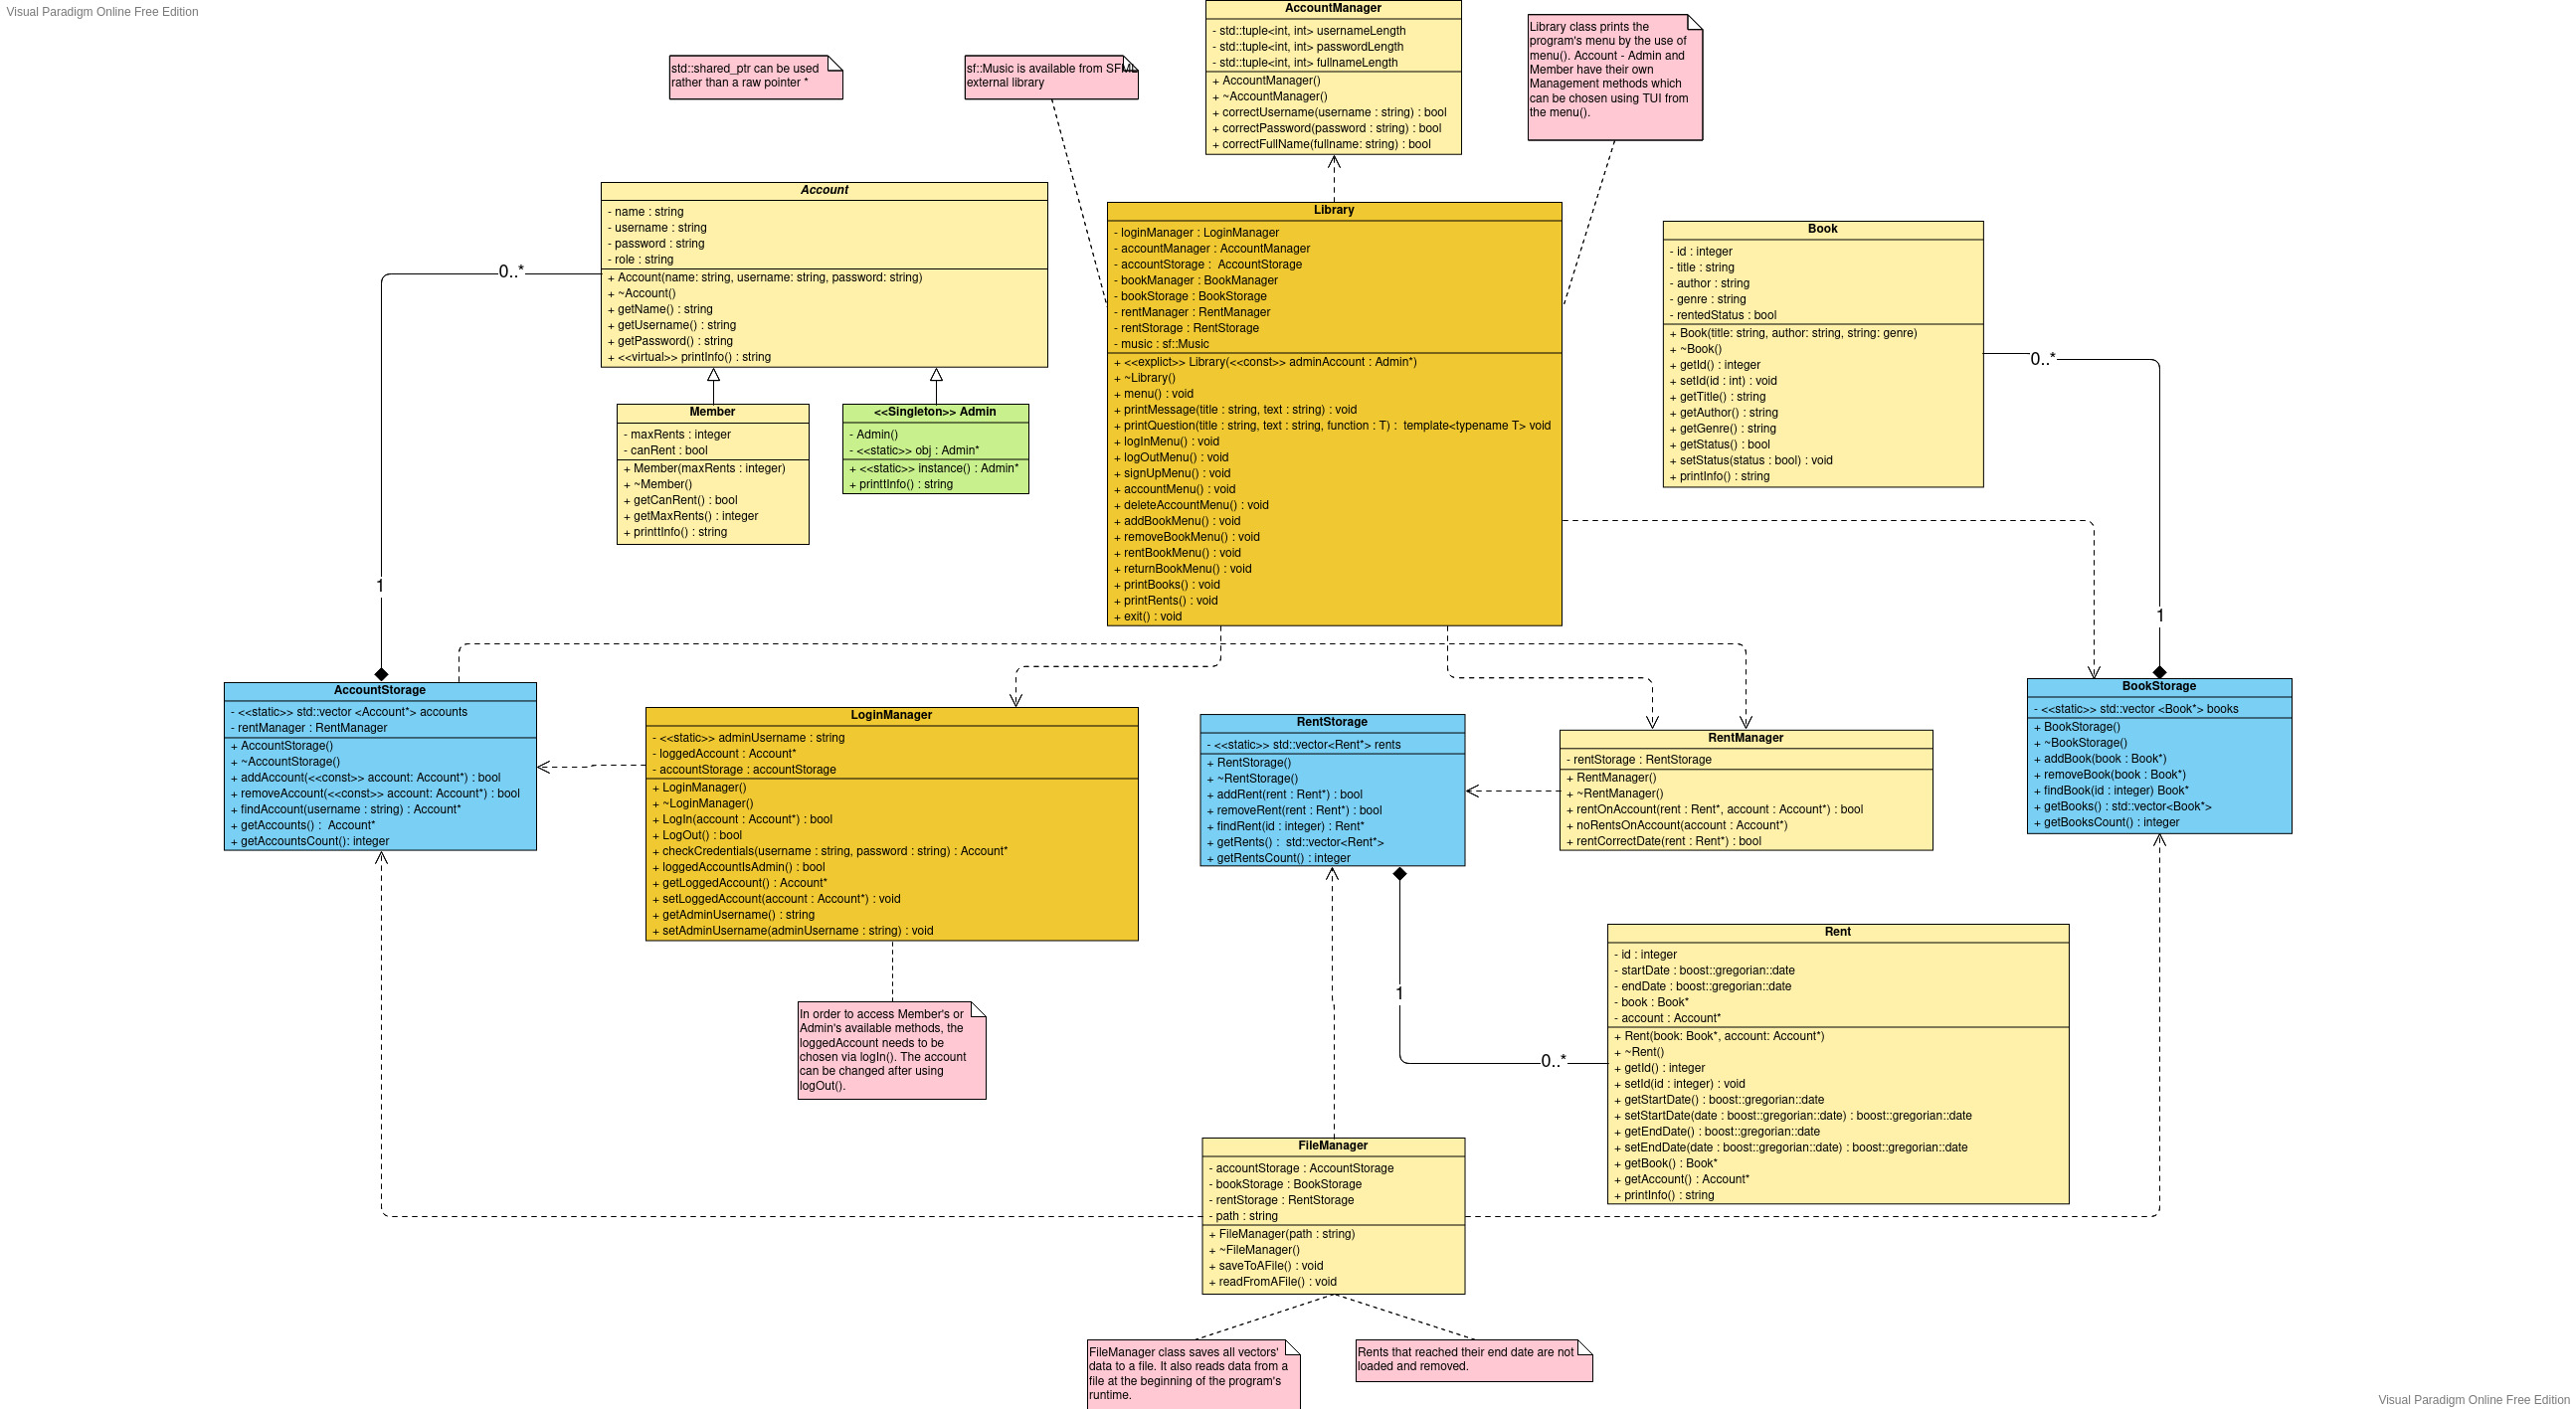 Visual Paradigm Online Free Edition
std::shared_ptr can be used
rather than a raw pointer *
sf::Music is available from SFML
external library
AccountManager
- std::tuple<int, int> usernameLength
- std::tuple<int, int> passwordLength
- std::tuple<int, int> fullnameLength
+ AccountManager()
+ ~AccountManager()
+ correctUsername(username : string) : bool
+ correctPassword(password : string) : bool
+ correctFullName(fullname: string) : bool
Library class prints the
program's menu by the use of
menu(). Account - Admin and
Member have their own
Management methods which
can be chosen using TUI from
the menu().
Account
- name : string
- username : string
- password : string
- role : string
+ Account(name: string, username: string, password: string)
+ ~Account()
+ getName() : string
+ getUsername() : string
+ getPassword() : string
+ <<virtual>> printInfo() : string
0..*
1
Member
- maxRents : integer
- canRent : bool
+ Member(maxRents : integer)
+ ~Member()
+ getCanRent() : bool
+ getMaxRents() : integer
+ printtInfo() : string
<<Singleton>> Admin
- Admin()
- <<static>> obj : Admin*
+ <<static>> instance() : Admin*
+ printtInfo() : string
Library
- loginManager : LoginManager
- accountManager : AccountManager
- accountStorage :  AccountStorage
- bookManager : BookManager
- bookStorage : BookStorage
- rentManager : RentManager
- rentStorage : RentStorage
- music : sf::Music
+ <<explict>> Library(<<const>> adminAccount : Admin*)
+ ~Library()
+ menu() : void
+ printMessage(title : string, text : string) : void
+ printQuestion(title : string, text : string, function : T) :  template<typename T> void
+ logInMenu() : void
+ logOutMenu() : void
+ signUpMenu() : void
+ accountMenu() : void
+ deleteAccountMenu() : void
+ addBookMenu() : void
+ removeBookMenu() : void
+ rentBookMenu() : void
+ returnBookMenu() : void
+ printBooks() : void
+ printRents() : void
+ exit() : void
Book
- id : integer
- title : string
- author : string
- genre : string
- rentedStatus : bool
+ Book(title: string, author: string, string: genre)
+ ~Book()
+ getId() : integer
+ setId(id : int) : void
+ getTitle() : string
+ getAuthor() : string
+ getGenre() : string
+ getStatus() : bool
+ setStatus(status : bool) : void
+ printInfo() : string
0..*
1
AccountStorage
- <<static>> std::vector <Account*> accounts
- rentManager : RentManager
+ AccountStorage()
+ ~AccountStorage()
+ addAccount(<<const>> account: Account*) : bool
+ removeAccount(<<const>> account: Account*) : bool
+ findAccount(username : string) : Account*
+ getAccounts() :  Account*
+ getAccountsCount(): integer
LoginManager
- <<static>> adminUsername : string
- loggedAccount : Account*
- accountStorage : accountStorage
+ LoginManager()
+ ~LoginManager()
+ LogIn(account : Account*) : bool
+ LogOut() : bool
+ checkCredentials(username : string, password : string) : Account*
+ loggedAccountIsAdmin() : bool
+ getLoggedAccount() : Account*
+ setLoggedAccount(account : Account*) : void
+ getAdminUsername() : string
+ setAdminUsername(adminUsername : string) : void
RentStorage
- <<static>> std::vector<Rent*> rents
+ RentStorage()
+ ~RentStorage()
+ addRent(rent : Rent*) : bool
+ removeRent(rent : Rent*) : bool
+ findRent(id : integer) : Rent*
+ getRents() :  std::vector<Rent*>
+ getRentsCount() : integer
RentManager
- rentStorage : RentStorage
+ RentManager()
+ ~RentManager()
+ rentOnAccount(rent : Rent*, account : Account*) : bool
+ noRentsOnAccount(account : Account*)
+ rentCorrectDate(rent : Rent*) : bool
BookStorage
- <<static>> std::vector <Book*> books
+ BookStorage()
+ ~BookStorage()
+ addBook(book : Book*)
+ removeBook(book : Book*)
+ findBook(id : integer) Book*
+ getBooks() : std::vector<Book*>
+ getBooksCount() : integer
1
0..*
In order to access Member's or
Admin's available methods, the
loggedAccount needs to be
chosen via logIn(). The account
can be changed after using
logOut().
Rent
- id : integer
- startDate : boost::gregorian::date
- endDate : boost::gregorian::date
- book : Book*
- account : Account*
+ Rent(book: Book*, account: Account*)
+ ~Rent()
+ getId() : integer
+ setId(id : integer) : void
+ getStartDate() : boost::gregorian::date
+ setStartDate(date : boost::gregorian::date) : boost::gregorian::date
+ getEndDate() : boost::gregorian::date
+ setEndDate(date : boost::gregorian::date) : boost::gregorian::date
+ getBook() : Book*
+ getAccount() : Account*
+ printInfo() : string
FileManager
- accountStorage : AccountStorage
- bookStorage : BookStorage
- rentStorage : RentStorage
- path : string
+ FileManager(path : string)
+ ~FileManager()
+ saveToAFile() : void
+ readFromAFile() : void
FileManager class saves all vectors'
data to a file. It also reads data from a
file at the beginning of the program's
runtime.
Rents that reached their end date are not
loaded and removed.
Visual Paradigm Online Free Edition